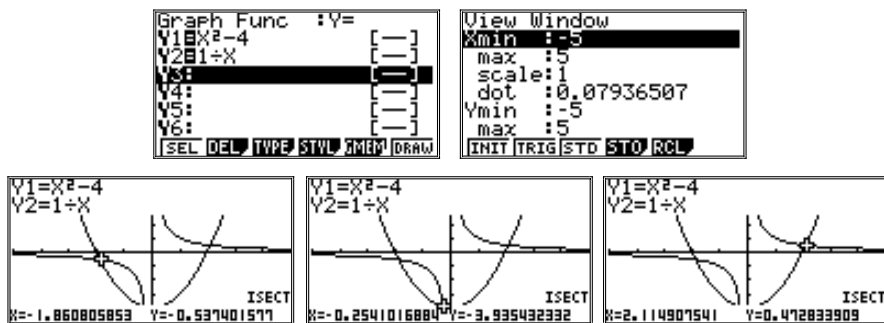 Graph Func :Y=
Y1=X²-4 [—]
Y2=1÷X [—]
Y3: [—]
Y4: [—]
Y5: [—]
Y6: [—]
SEL DEL TYPE STYL GMEM DRAW
View Window
Xmin :-5
max :5
scale:1
dot :0.07936507
Ymin :-5
max :5
INIT TRIG STD STO RCL
Y1=X²-4
Y2=1÷X
ISECT
X=-1.860805853 Y=-0.537401577
Y1=X²-4
Y2=1÷X
ISECT
X=-0.2541016884 Y=-3.935432332
Y1=X²-4
Y2=1÷X
ISECT
X=2.114907541 Y=0.472833909